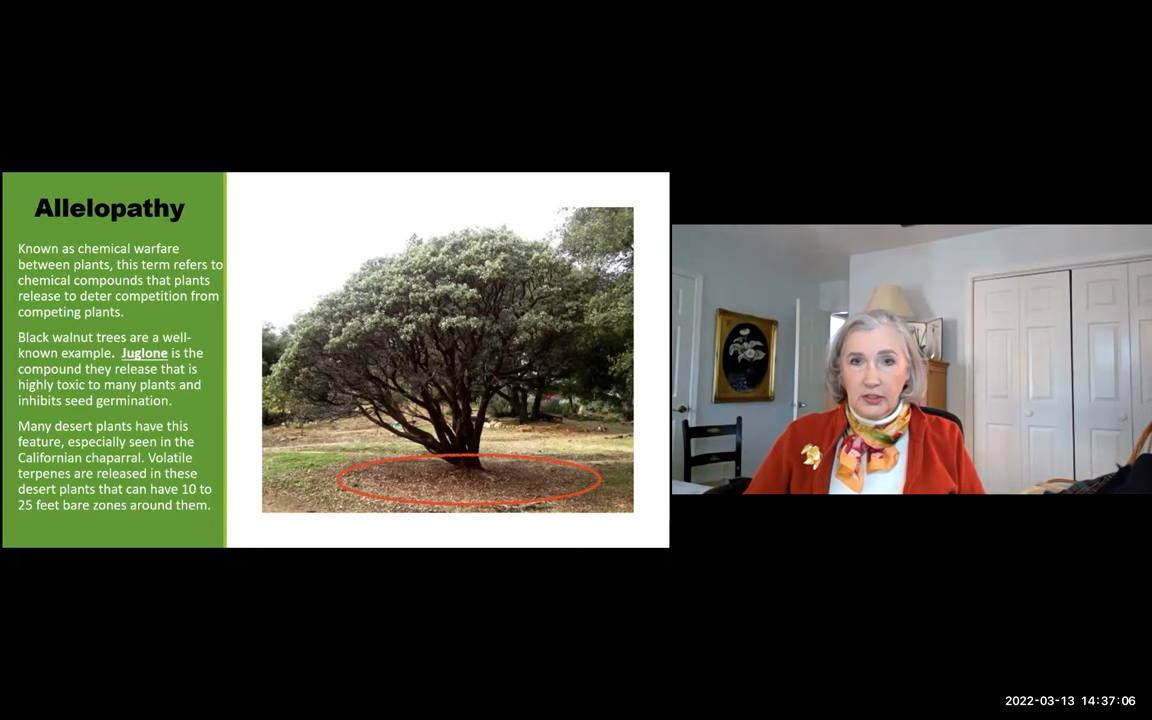 Allelopathy
Known as chemical warfare
between plants, this term refers to
chemical compounds that plants
release to deter competition from
competing plants.
Black walnut trees are a well-
known example. Juglone is the
compound they release that is
highly toxic to many plants and
inhibits seed germination.
Many desert plants have this
feature, especially seen in the
Californian chaparral. Volatile
terpenes are released in these
desert plants that can have 10 to
25 feet bare zones around them.
2022-03-13 14:37:06